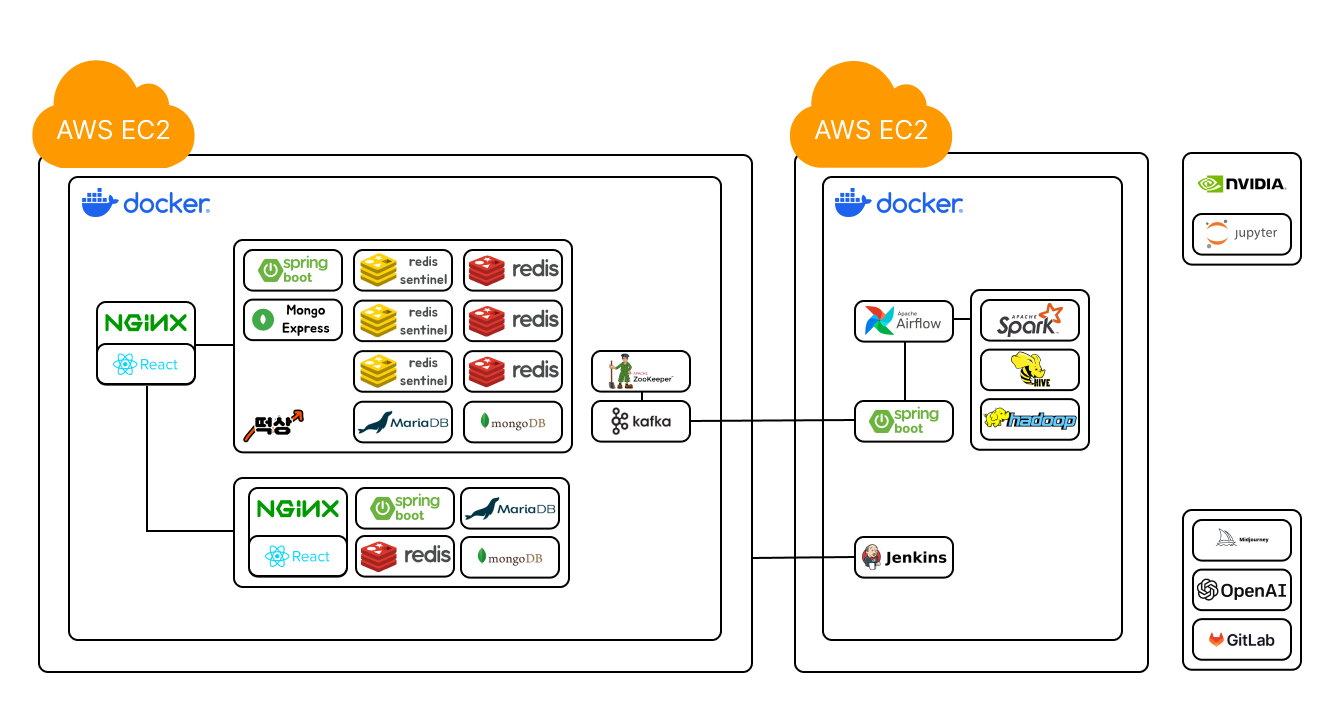 AWS EC2
docker
NGINX
React
spring
boot
redis
sentinel
redis
Mongo
Express
redis
sentinel
redis
redis
sentinel
redis
떡상
MariaDB
mongoDB
APACHE
ZooKeeper
kafka
NGINX
React
spring
boot
MariaDB
redis
mongoDB
AWS EC2
docker
Apache
Airflow
APACHE
Spark
HIVE
spring
boot
hadoop
Jenkins
NVIDIA
jupyter
Midjourney
OpenAI
GitLab